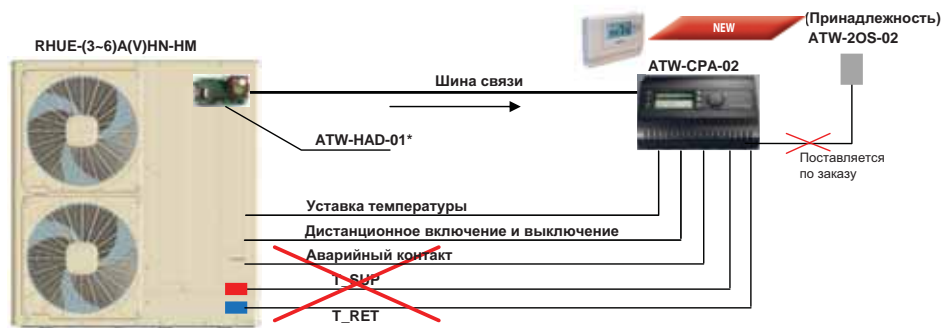 NEW
(Принадлежность)
ATW-2OS-02
RHUE-(3~6)A(V)HN-HM
ATW-CPA-02
Шина связи
ATW-HAD-01*
Поставляется
по заказу
Уставка температуры
Дистанционное включение и выключение
Аварийный контакт
T_SUP
T_RET